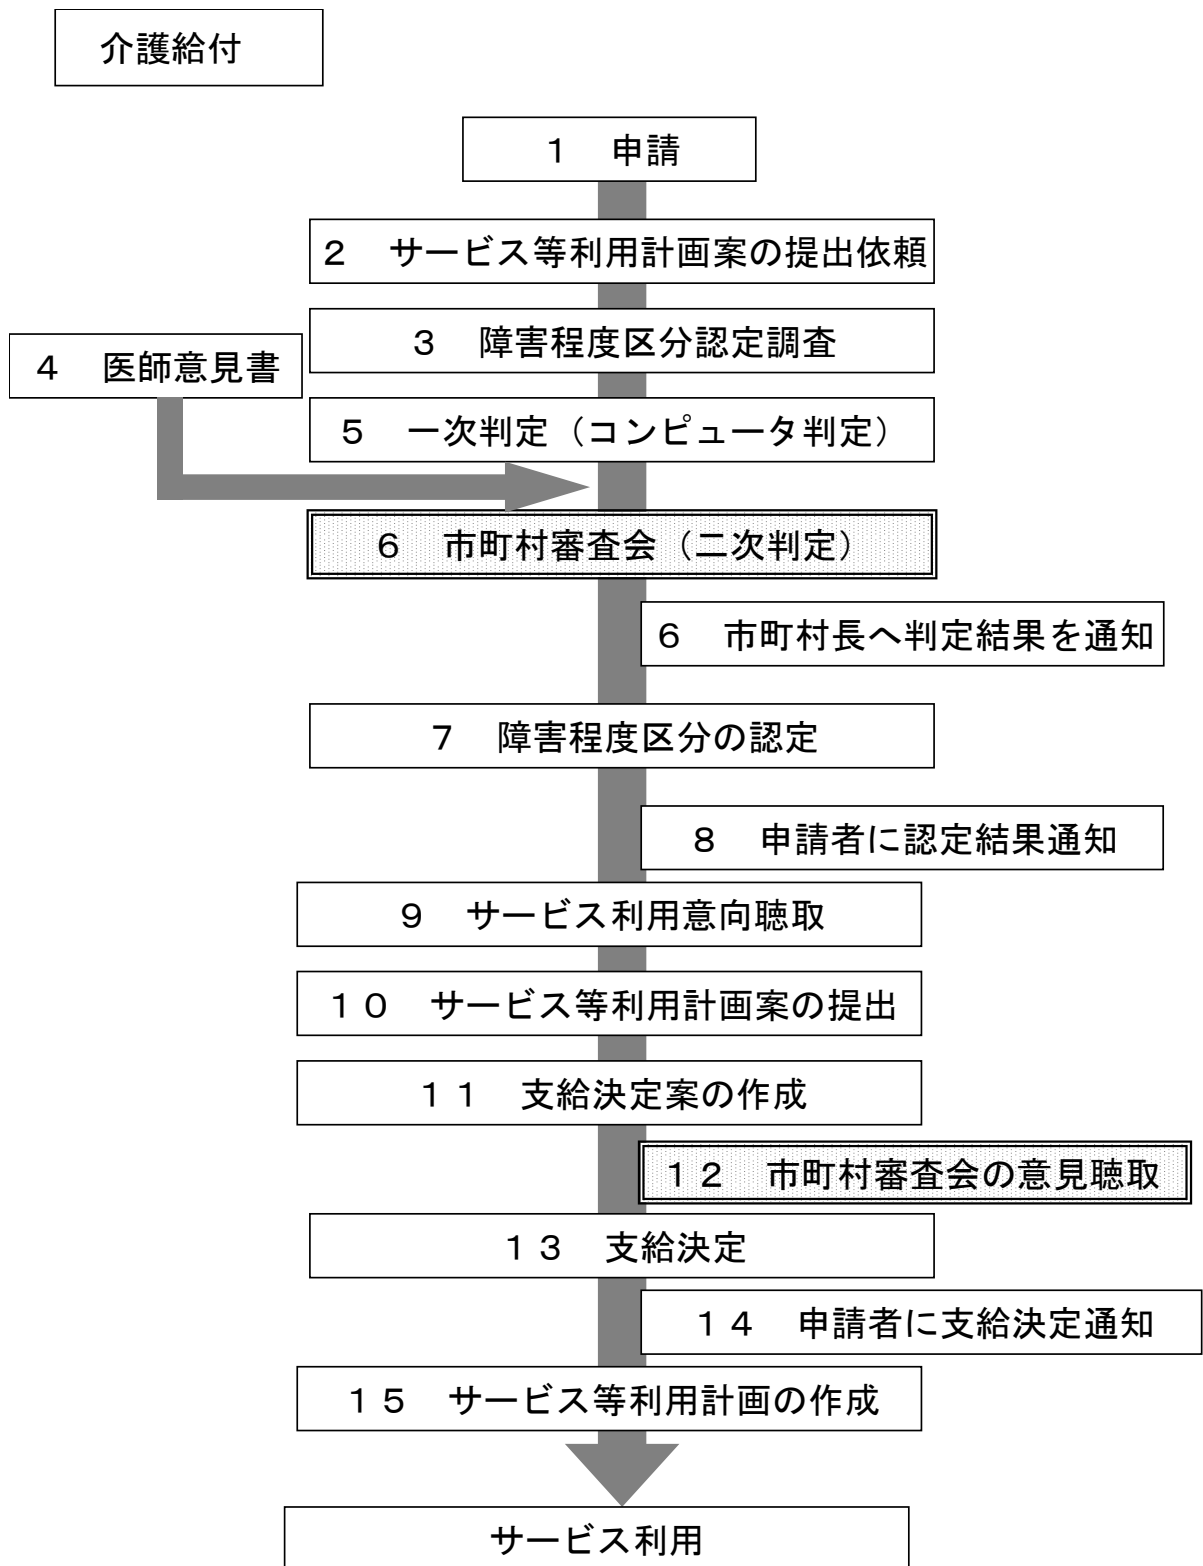 介護給付
１　申請
２　サービス等利用計画案の提出依頼
３　障害程度区分認定調査
４　医師意見書
５　一次判定（コンピュータ判定）
６　市町村審査会（二次判定）
６　市町村長へ判定結果を通知
７　障害程度区分の認定
８　申請者に認定結果通知
９　サービス利用意向聴取
１０　サービス等利用計画案の提出
１１　支給決定案の作成
１２　市町村審査会の意見聴取
１３　支給決定
１４　申請者に支給決定通知
１５　サービス等利用計画の作成
サービス利用